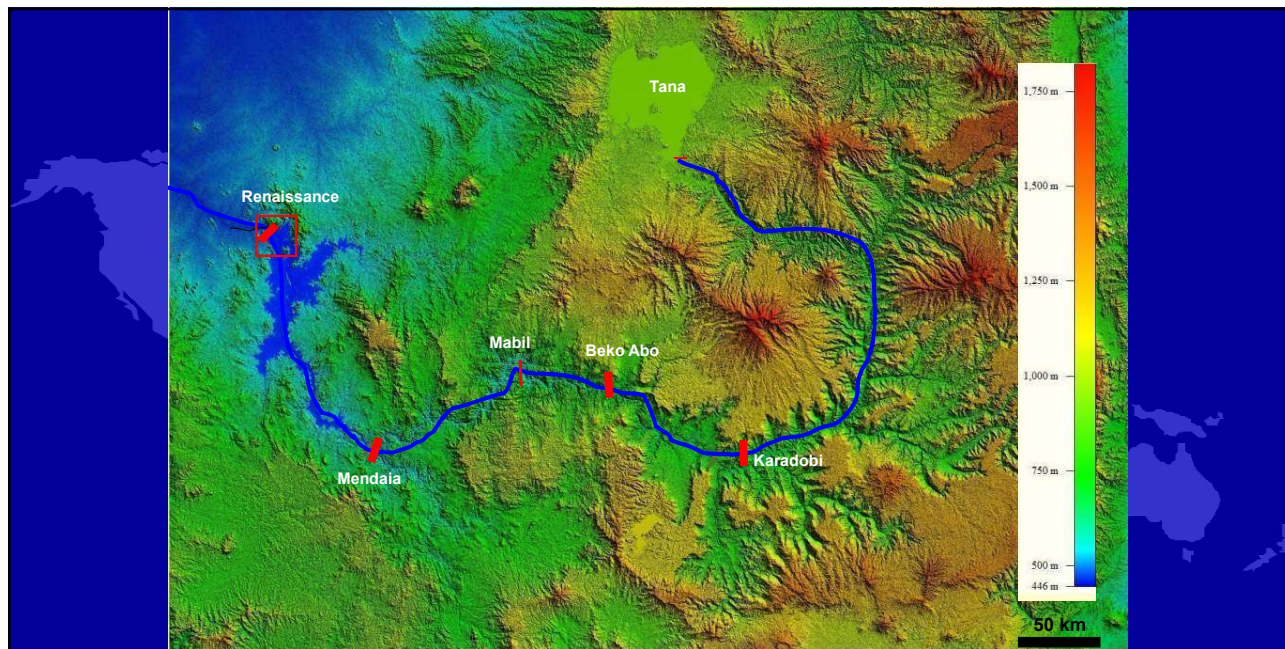 Tana
1,750 m
1,500 m
Renaissance
1,250 m
Mabil
Beko Abo
1,000 m
Karadobi
Mendaia
750 m
500 m
446 m
50 km